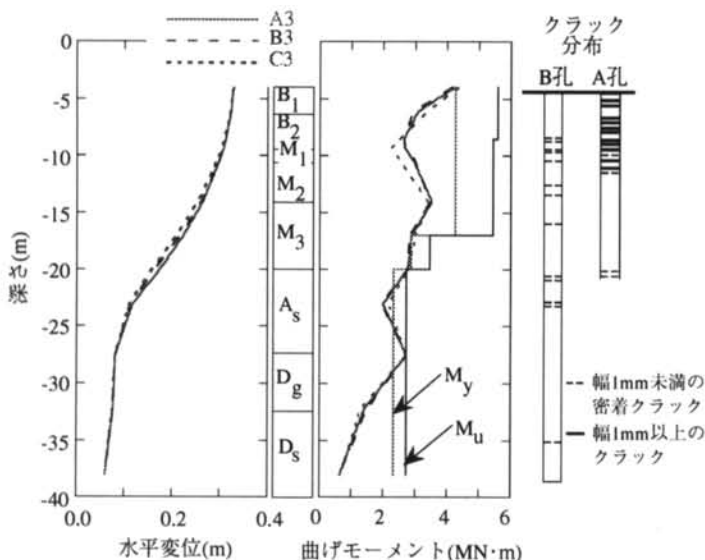 A3
B3
C3
クラック
分布
B孔 A孔
0
-5
-10
-15
-20
-25
-30
-35
-40
深さ(m)
0.0 0.2 0.4
水平変位(m)
B1
B2
M1
M2
M3
As
Dg
Ds
My
Mu
0 2 4 6
曲げモーメント(MN·m)
幅1mm未満の
密着クラック
幅1mm以上の
クラック